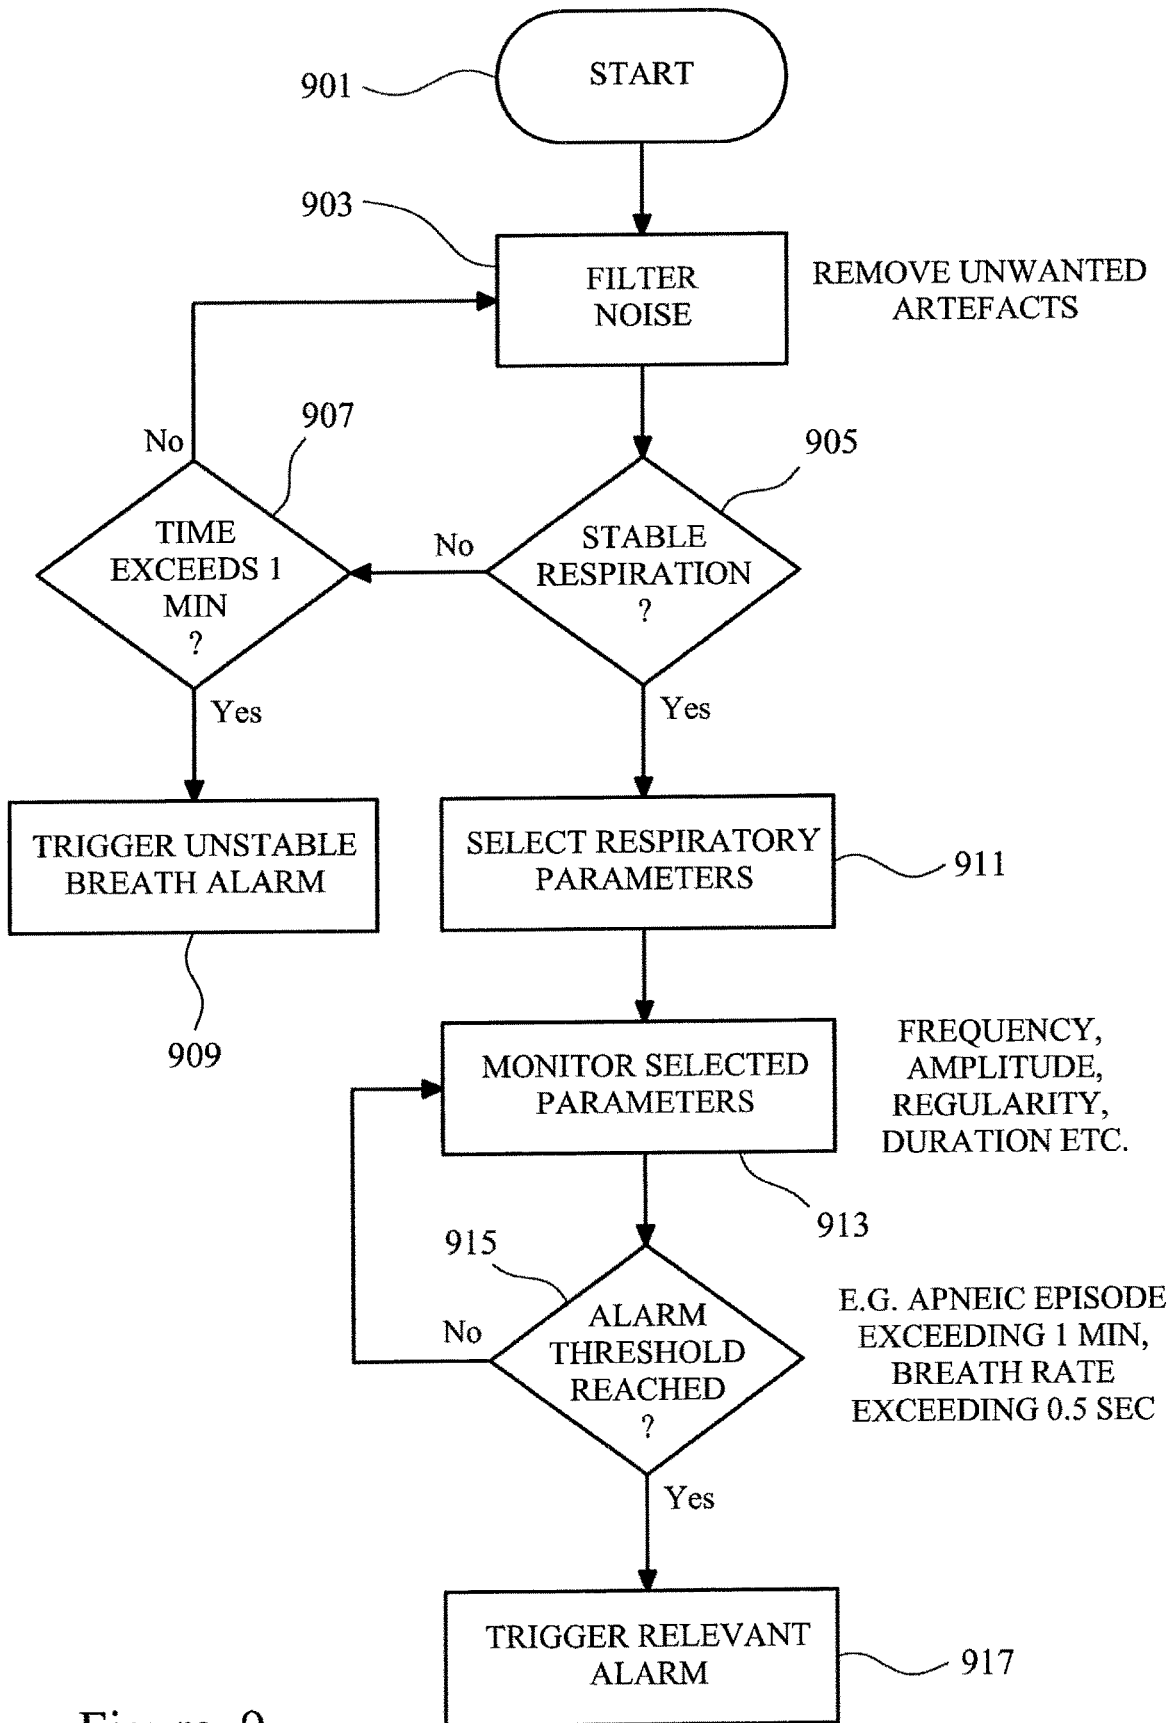 START
901
903
FILTER
NOISE
REMOVE UNWANTED
ARTEFACTS
907
905
No
TIME
EXCEEDS 1
MIN
?
No
STABLE
RESPIRATION
?
Yes
Yes
TRIGGER UNSTABLE
BREATH ALARM
SELECT RESPIRATORY
PARAMETERS
911
909
MONITOR SELECTED
PARAMETERS
FREQUENCY,
AMPLITUDE,
REGULARITY,
DURATION ETC.
913
915
No
ALARM
THRESHOLD
REACHED
?
E.G. APNEIC EPISODE
EXCEEDING 1 MIN,
BREATH RATE
EXCEEDING 0.5 SEC
Yes
TRIGGER RELEVANT
ALARM
917
Figure 9